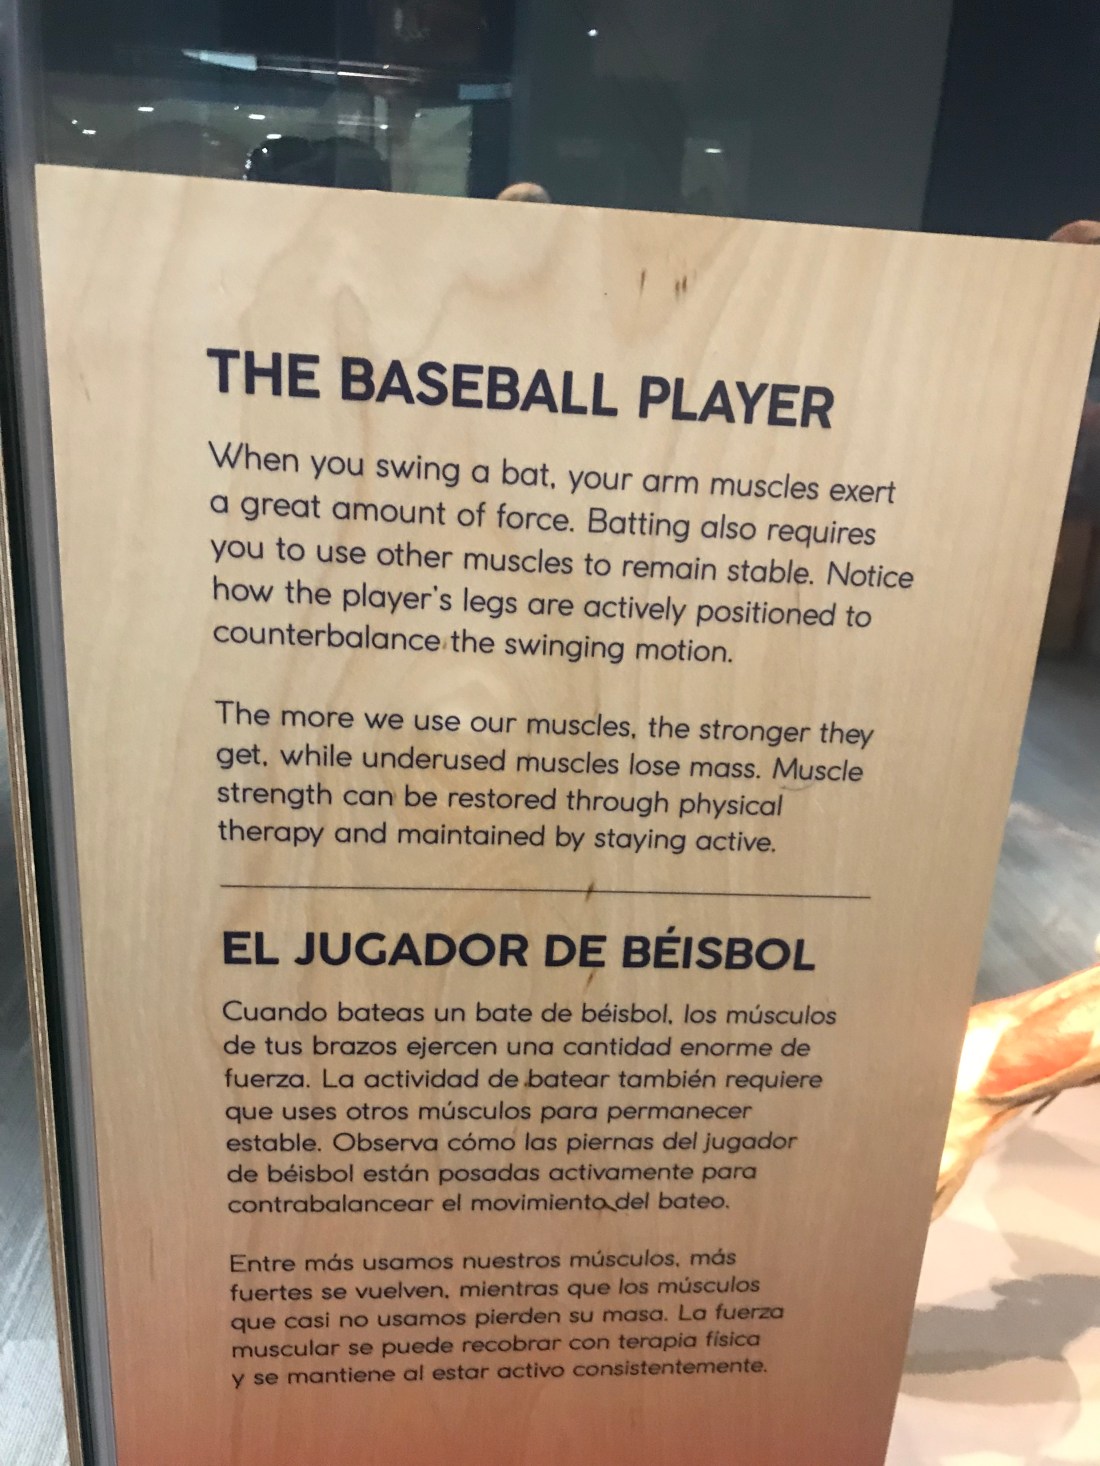 THE BASEBALL PLAYER
When you swing a bat, your arm muscles exert
a great amount of force. Batting also requires
you to use other muscles to remain stable. Notice
how the player's legs are actively positioned to
counterbalance the swinging motion.
The more we use our muscles, the stronger they
get, while underused muscles lose mass. Muscle
strength can be restored through physical
therapy and maintained by staying active.
EL JUGADOR DE BÉISBOL
Cuando bateas un bate de béisbol, los músculos
de tus brazos ejercen una cantidad enorme de
fuerza. La actividad de batear también requiere
que uses otros músculos para permanecer
estable. Observa cómo las piernas del jugador
de béisbol están posadas activamente para
contrabalancear el movimiento del bateo.
Entre más usamos nuestros músculos, más
fuertes se vuelven, mientras que los músculos
que casi no usamos pierden su masa. La fuerza
muscular se puede recobrar con terapia física
y se mantiene al estar activo consistentemente.